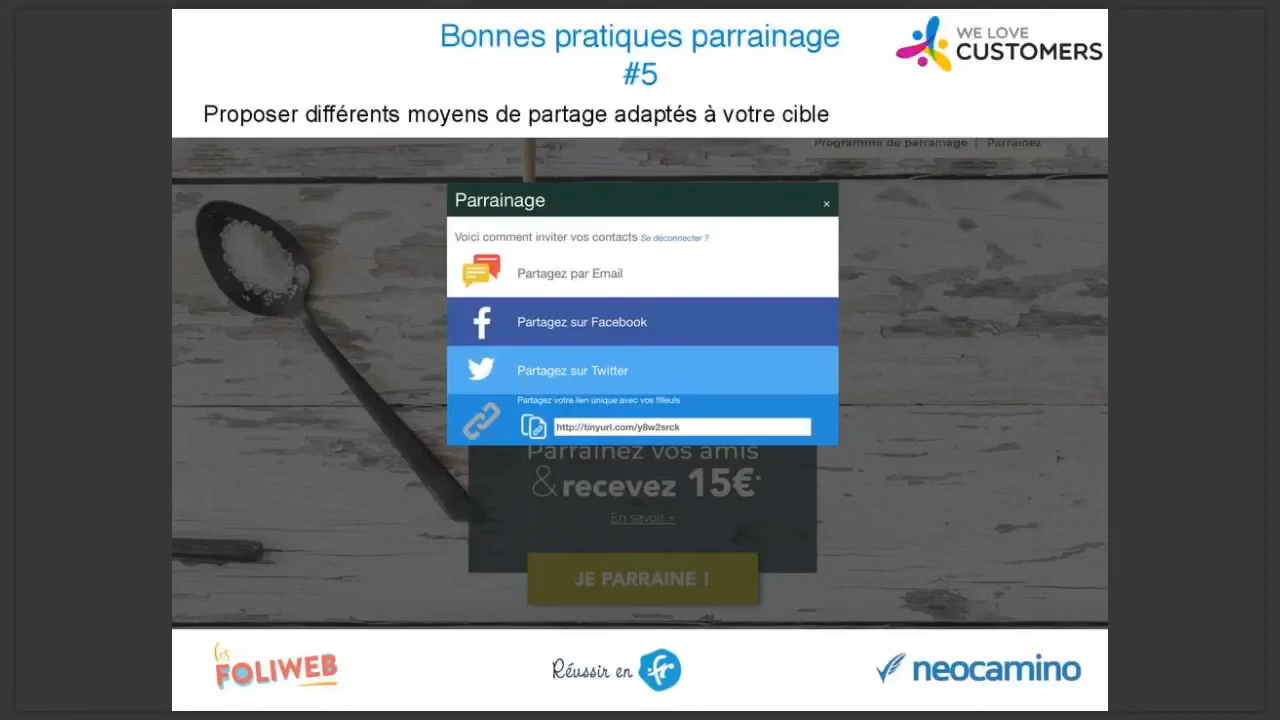 Bonnes pratiques parrainage
#5
WE LOVE
CUSTOMERS
Proposer différents moyens de partage adaptés à votre cible
Programme de parrainage | Parrainez
Parrainage
×
Voici comment inviter vos contacts Se déconnecter ?
Partagez par Email
Partagez sur Facebook
Partagez sur Twitter
Partagez votre lien unique avec vos filleuls
http://tinyurl.com/y8w2srck
Parrainez vos amis
& recevez 15€*
En savoir +
JE PARRAINE !
les
FOLIWEB
Réussir en .fr
neocamino